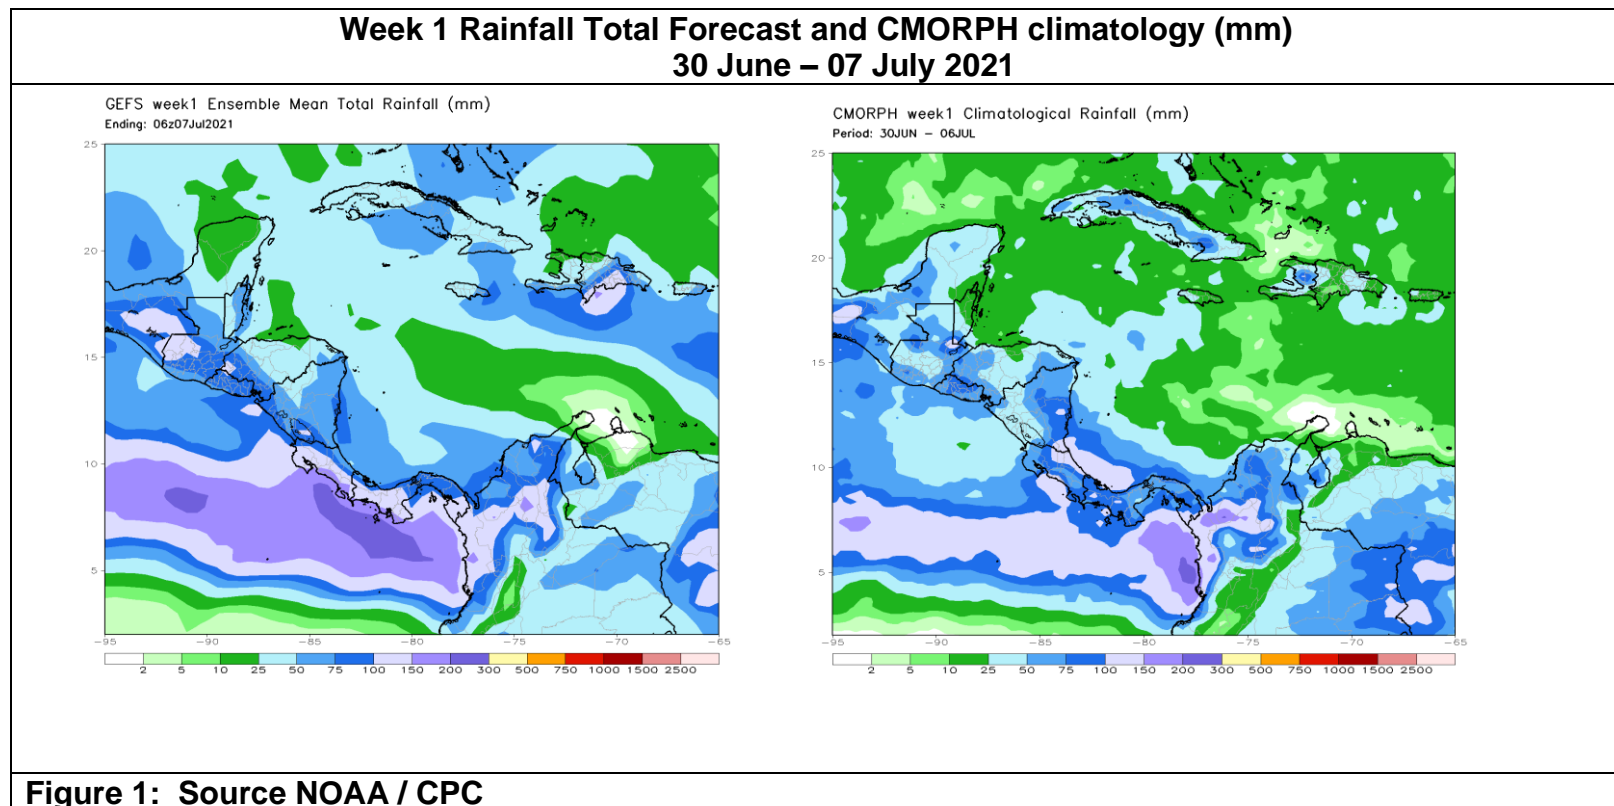 Week 1 Rainfall Total Forecast and CMORPH climatology (mm)
30 June – 07 July 2021
GEFS week1 Ensemble Mean Total Rainfall (mm)
Ending: 06z07Jul2021
25
20
15
10
5
-95 -90 -85 -80 -75 -70 -65
2 5 10 25 50 75 100 150 200 300 500 750 1000 1500 2500
CMORPH week1 Climatological Rainfall (mm)
Period: 30JUN – 06JUL
25
20
15
10
5
-95 -90 -85 -80 -75 -70 -65
2 5 10 25 50 75 100 150 200 300 500 750 1000 1500 2500
Figure 1: Source NOAA / CPC